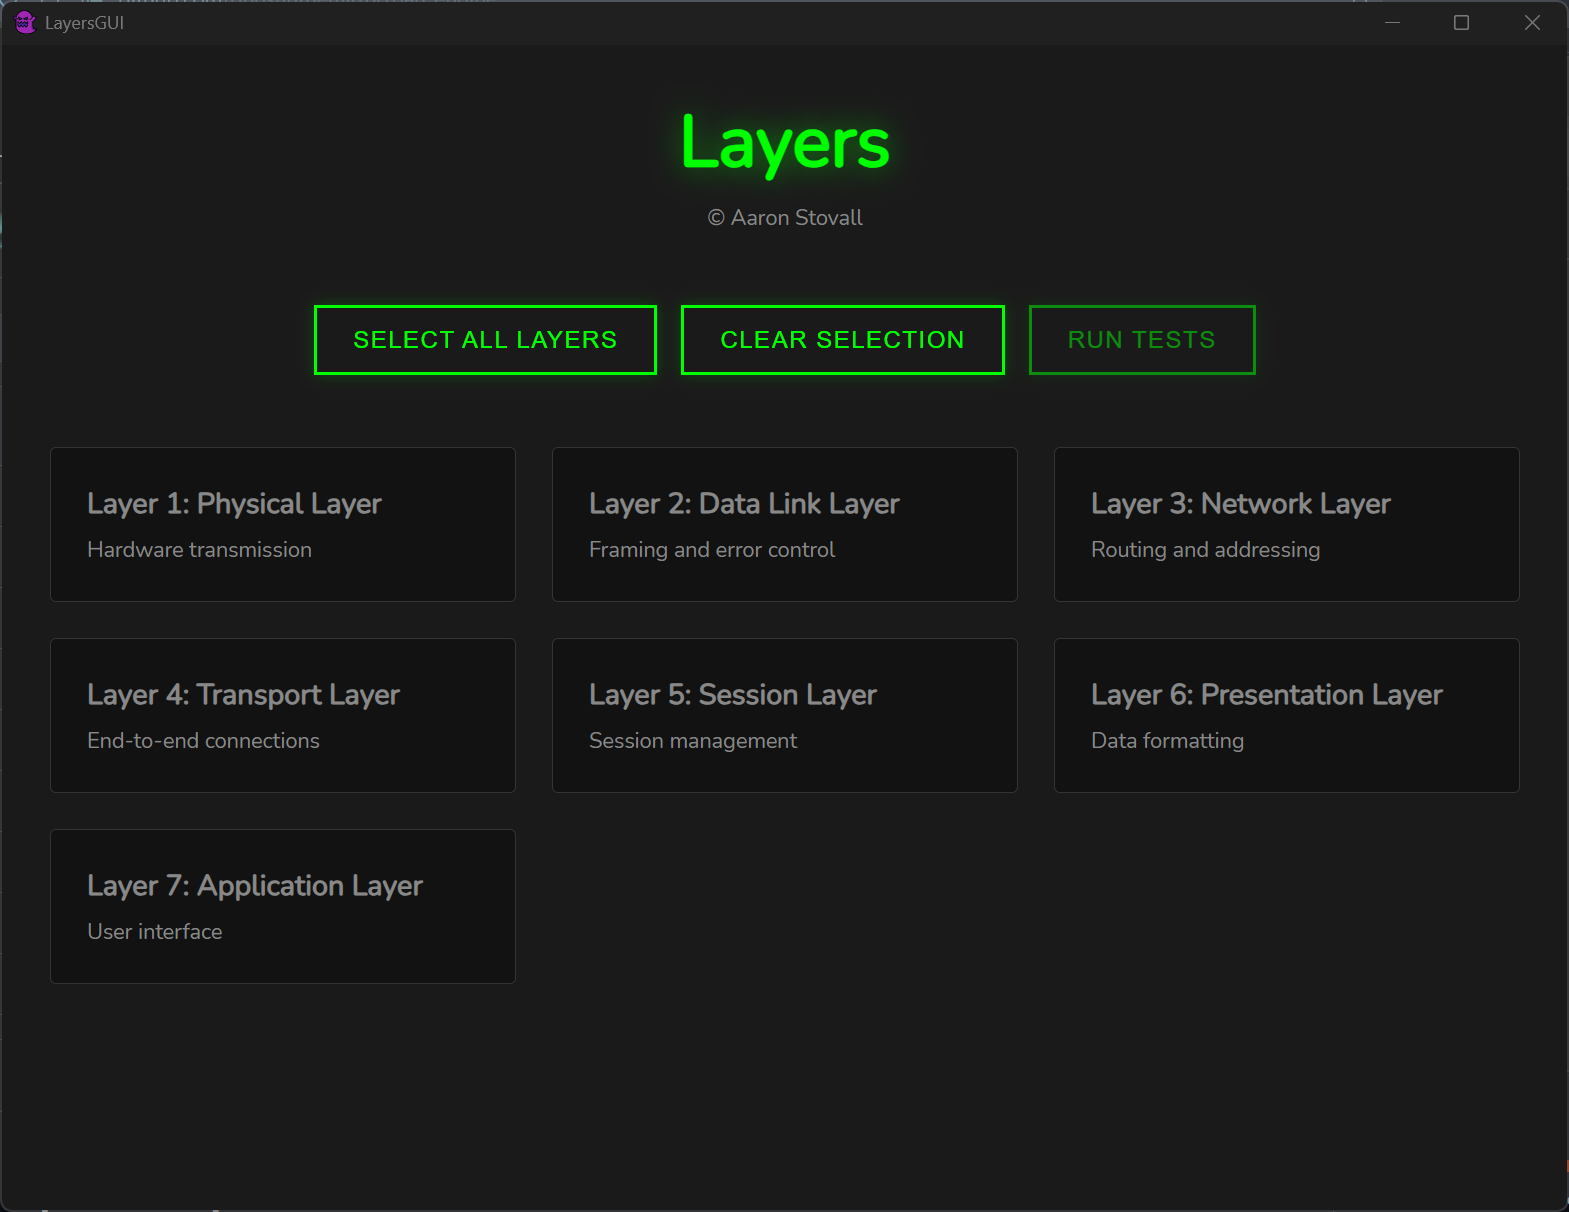 LayersGUI
Layers
© Aaron Stovall
SELECT ALL LAYERS
CLEAR SELECTION
RUN TESTS
Layer 1: Physical Layer
Hardware transmission
Layer 2: Data Link Layer
Framing and error control
Layer 3: Network Layer
Routing and addressing
Layer 4: Transport Layer
End-to-end connections
Layer 5: Session Layer
Session management
Layer 6: Presentation Layer
Data formatting
Layer 7: Application Layer
User interface